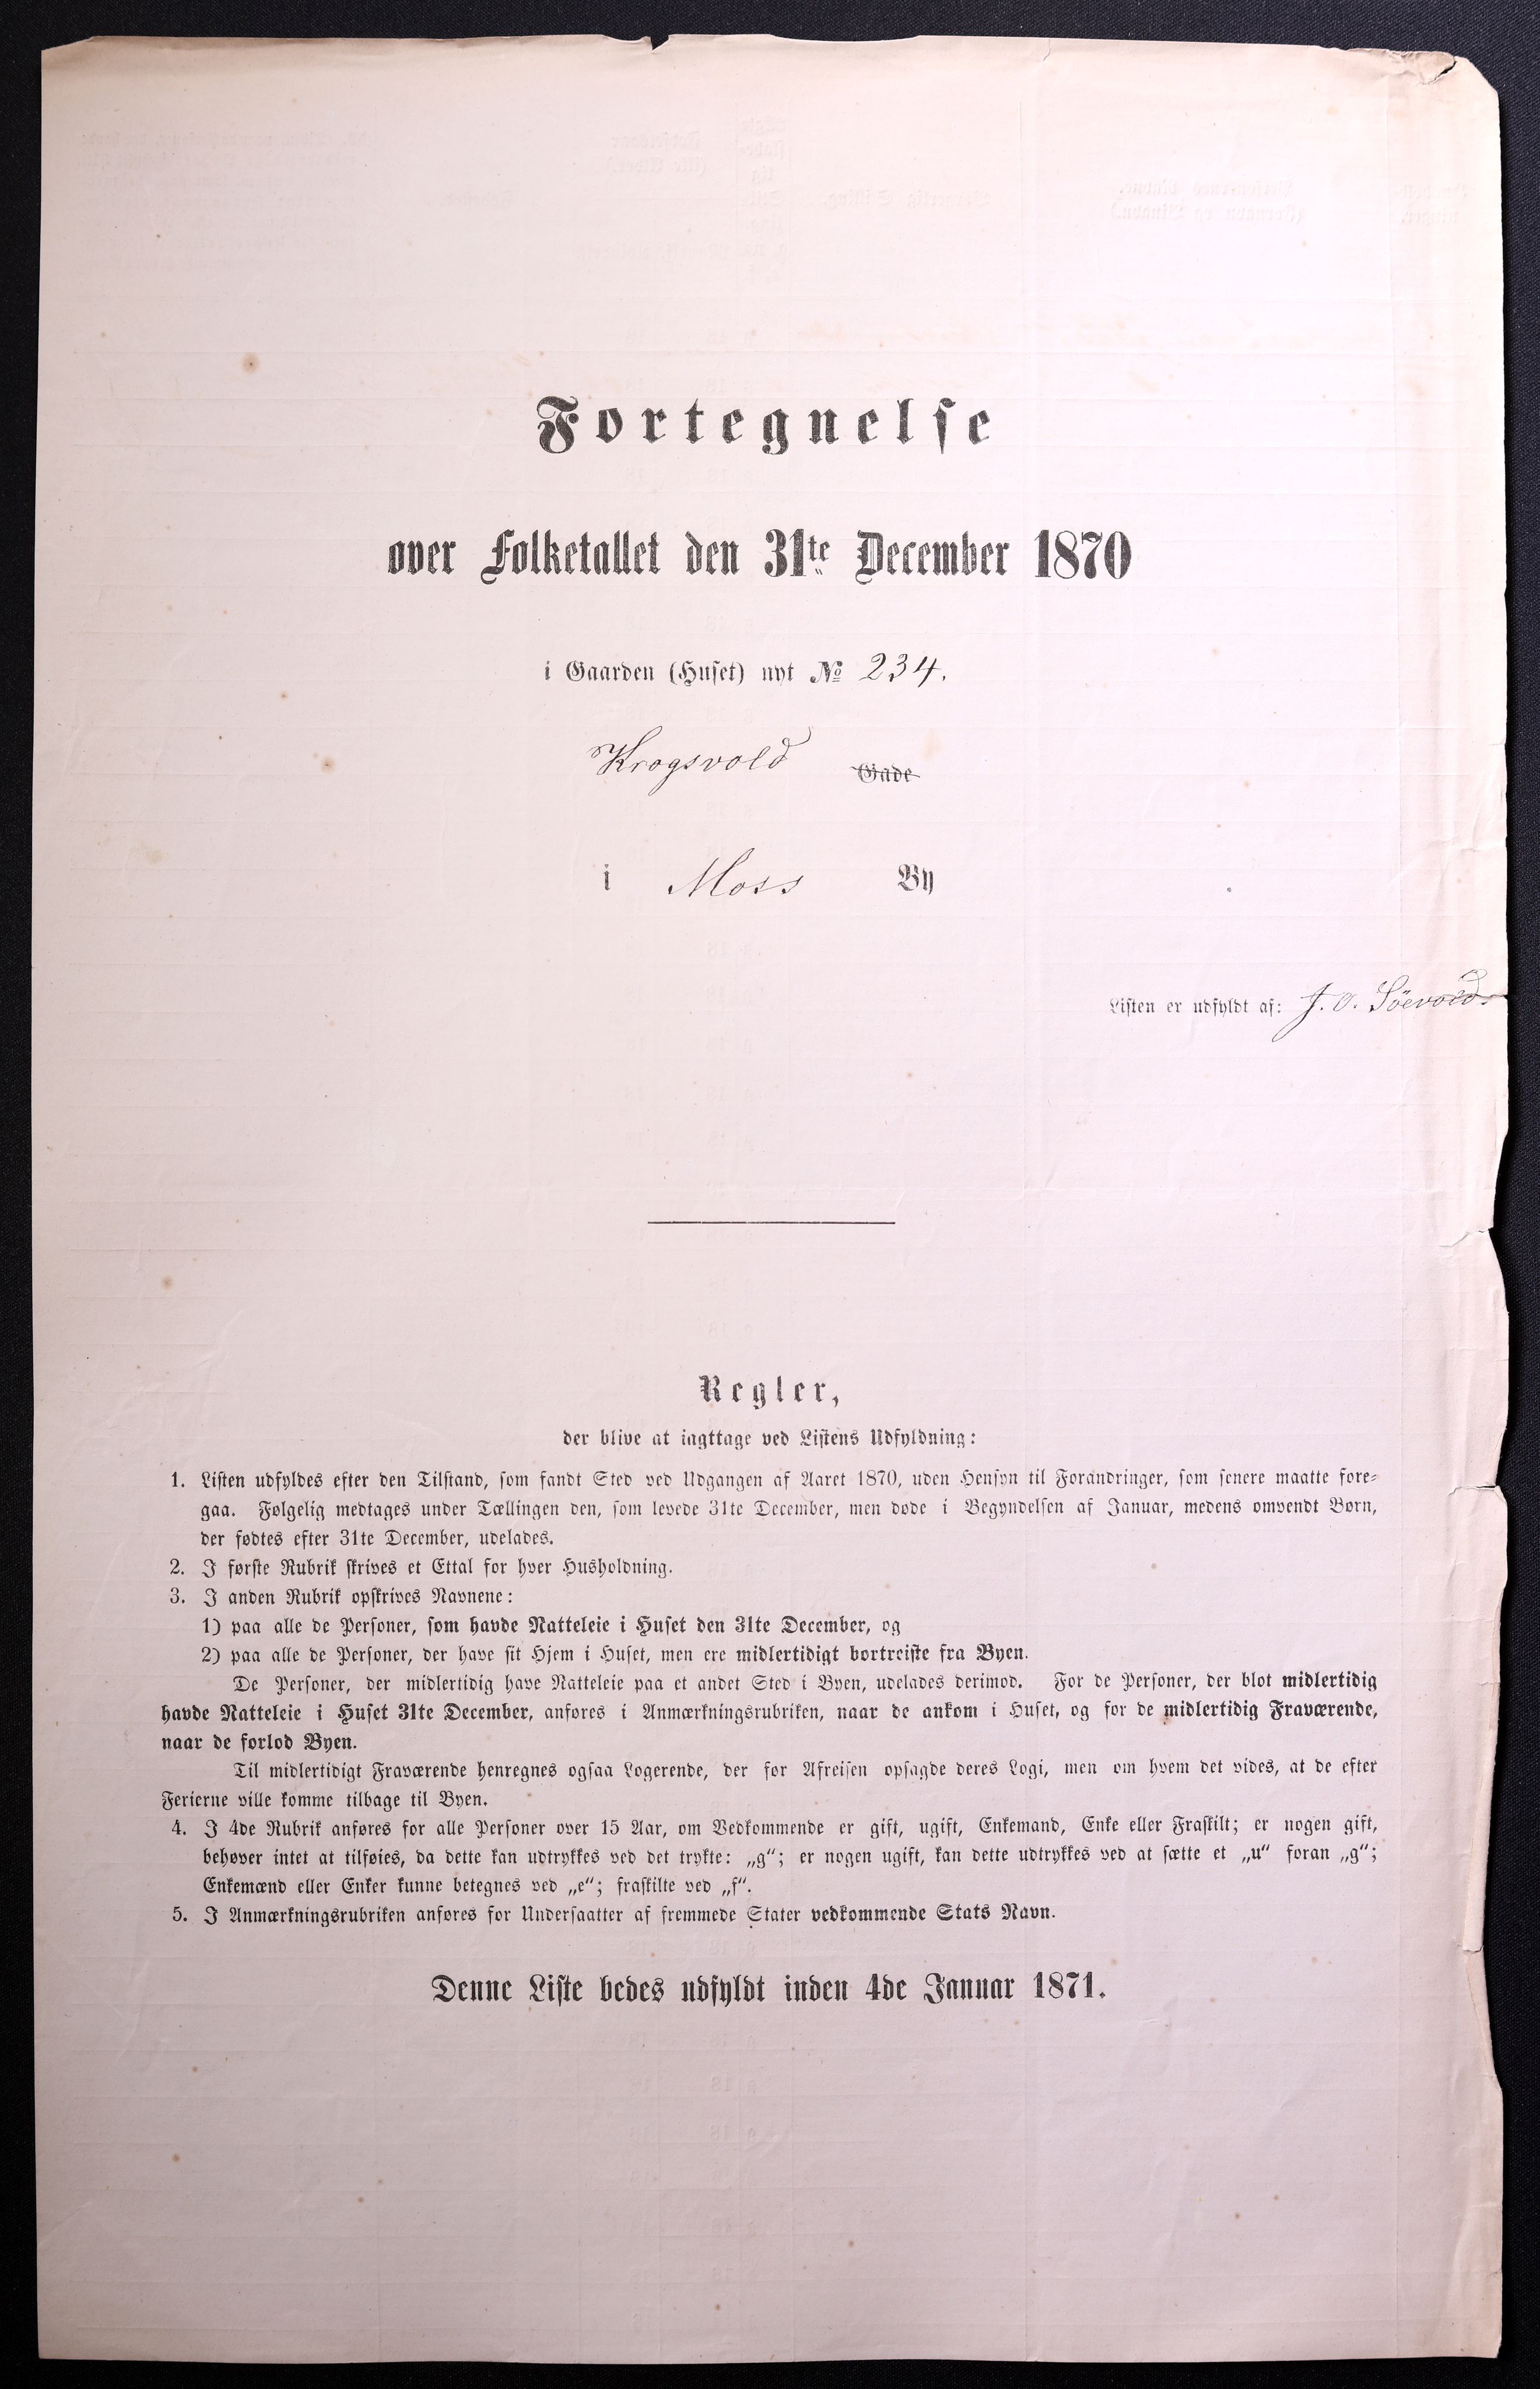 Fortegnelse
over Folketallet den 31te December 1870
i Gaarden (Huset) nyt No 234.
Krogsvold Gade
i Moss By
Listen er udfyldt af: J. O. Söevold.
Regler,
der blive at iagttage ved Listens Udfyldning:
1. Listen udfyldes efter den Tilstand, som fandt Sted ved Udgangen af Aaret 1870, uden Hensyn til Forandringer, som senere maatte fore-
gaa. Følgelig medtages under Tællingen den, som levede 31te December, men døde i Begyndelsen af Januar, medens omvendt Børn,
der fødtes efter 31te December, udelades.
2. I første Rubrik skrives et Ettal for hver Husholdning.
3. I anden Rubrik opskrives Navnene:
1) paa alle de Personer, som havde Natteleie i Huset den 31te December, og
2) paa alle de Personer, der have sit Hjem i Huset, men ere midlertidigt bortreiste fra Byen.
De Personer, der midlertidig have Natteleie paa et andet Sted i Byen, udelades derimod. For de Personer, der blot midlertidig
havde Natteleie i Huset 31te December, anføres i Anmærkningsrubriken, naar de ankom i Huset, og for de midlertidig Fraværende,
naar de forlod Byen.
Til midlertidigt Fraværende henregnes ogsaa Logerende, der før Afreisen opsagde deres Logi, men om hvem det vides, at de efter
Ferierne ville komme tilbage til Byen.
4. I 4de Rubrik anføres for alle Personer over 15 Aar, om Vedkommende er gift, ugift, Enkemand, Enke eller Fraskilt; er nogen gift,
behøver intet at tilføies, da dette kan udtrykkes ved det trykte: „g“; er nogen ugift, kan dette udtrykkes ved at sætte et „u“ foran „g“;
Enkemænd eller Enker kunne betegnes ved „e“; fraskilte ved „f“.
5. I Anmærkningsrubriken anføres for Undersaatter af fremmede Stater vedkommende Stats Navn.
Denne Liste bedes udfyldt inden 4de Januar 1871.